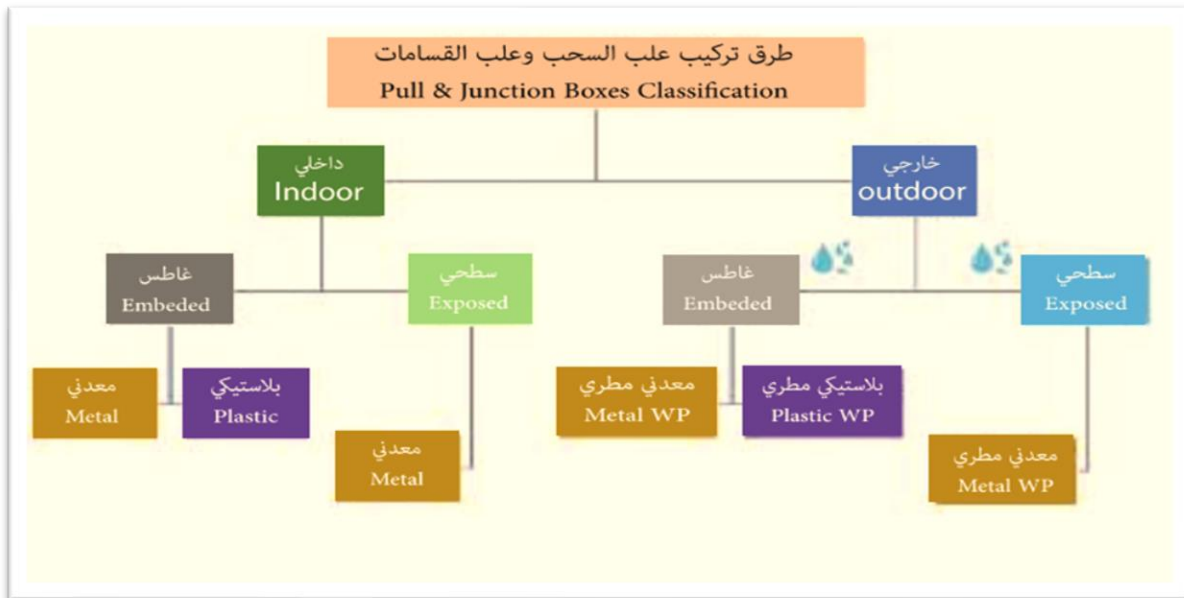 طرق تركيب علب السحب وعلب القسامات
Pull & Junction Boxes Classification
داخلي
Indoor
خارجي
outdoor
غاطس
Embeded
سطحي
Exposed
غاطس
Embeded
سطحي
Exposed
معدني
Metal
بلاستيكي
Plastic
معدني مطري
Metal WP
بلاستيكي مطري
Plastic WP
معدني
Metal
معدني مطري
Metal WP